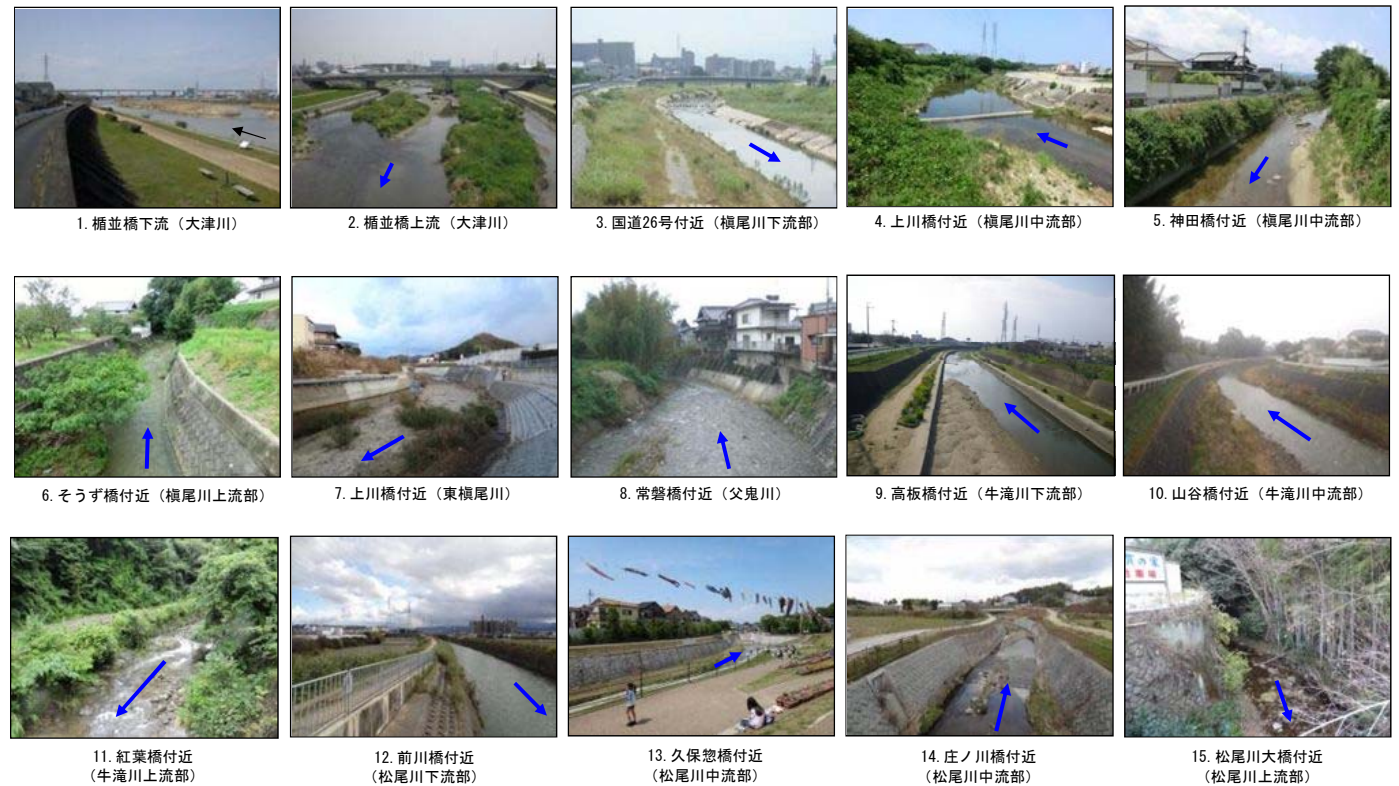 1.楯並橋下流（大津川）
2.楯並橋上流（大津川）
3.国道26号付近（槇尾川下流部）
4.上川橋付近（槇尾川中流部）
5.神田橋付近（槇尾川中流部）
6.そうず橋付近（槇尾川上流部）
7.上川橋付近（東槇尾川）
8.常磐橋付近（父鬼川）
9.高板橋付近（牛滝川下流部）
10.山谷橋付近（牛滝川中流部）
11.紅葉橋付近
（牛滝川上流部）
12.前川橋付近
（松尾川下流部）
13.久保惣橋付近
（松尾川中流部）
14.庄ノ川橋付近
（松尾川中流部）
15.松尾川大橋付近
（松尾川上流部）